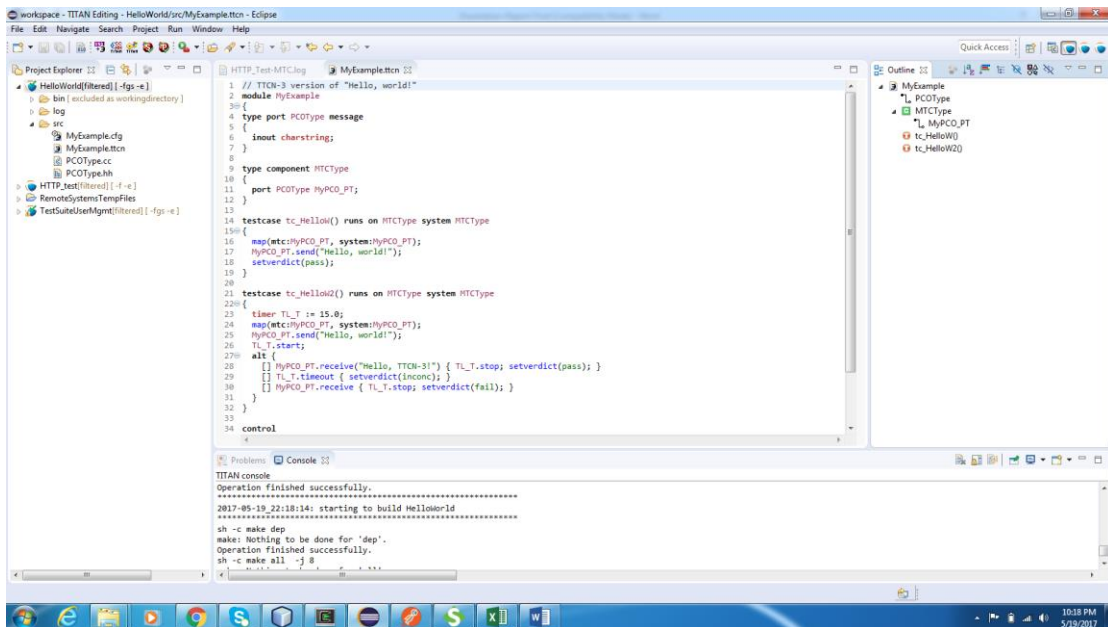 workspace - TITAN Editing - HelloWorld/src/MyExample.ttcn - Eclipse
File Edit Navigate Search Project Run Window Help
Quick Access
Project Explorer
HelloWorld[filtered] [ -fgs -e ]
bin [ excluded as workingdirectory ]
log
src
MyExample.cfg
MyExample.ttcn
PCOType.cc
PCOType.hh
HTTP_test[filtered] [ -f -e ]
RemoteSystemsTempFiles
TestSuiteUserMgmt[filtered] [ -fgs -e ]
HTTP_Test-MTC.log MyExample.ttcn
1 // TTCN-3 version of "Hello, world!"
2 module MyExample
3 {
4 type port PCOType message
5 {
6 inout charstring;
7 }
8
9 type component MTCType
10 {
11 port PCOType MyPCO_PT;
12 }
13
14 testcase tc_HelloW() runs on MTCType system MTCType
15 {
16 map(mtc:MyPCO_PT, system:MyPCO_PT);
17 MyPCO_PT.send("Hello, world!");
18 setverdict(pass);
19 }
20
21 testcase tc_HelloW2() runs on MTCType system MTCType
22 {
23 timer TL_T := 15.0;
24 map(mtc:MyPCO_PT, system:MyPCO_PT);
25 MyPCO_PT.send("Hello, world!");
26 TL_T.start;
27 alt {
28 [] MyPCO_PT.receive("Hello, TTCN-3!") { TL_T.stop; setverdict(pass); }
29 [] TL_T.timeout { setverdict(inconc); }
30 [] MyPCO_PT.receive { TL_T.stop; setverdict(fail); }
31 }
32 }
33
34 control
Outline
MyExample
PCOType
MTCType
MyPCO_PT
tc_HelloW()
tc_HelloW2()
Problems Console
TITAN console
Operation finished successfully.
******************************************************************
2017-05-19_22:18:14: starting to build HelloWorld
******************************************************************
sh -c make dep
make: Nothing to be done for 'dep'.
Operation finished successfully.
sh -c make all -j 8
10:18 PM
5/19/2017